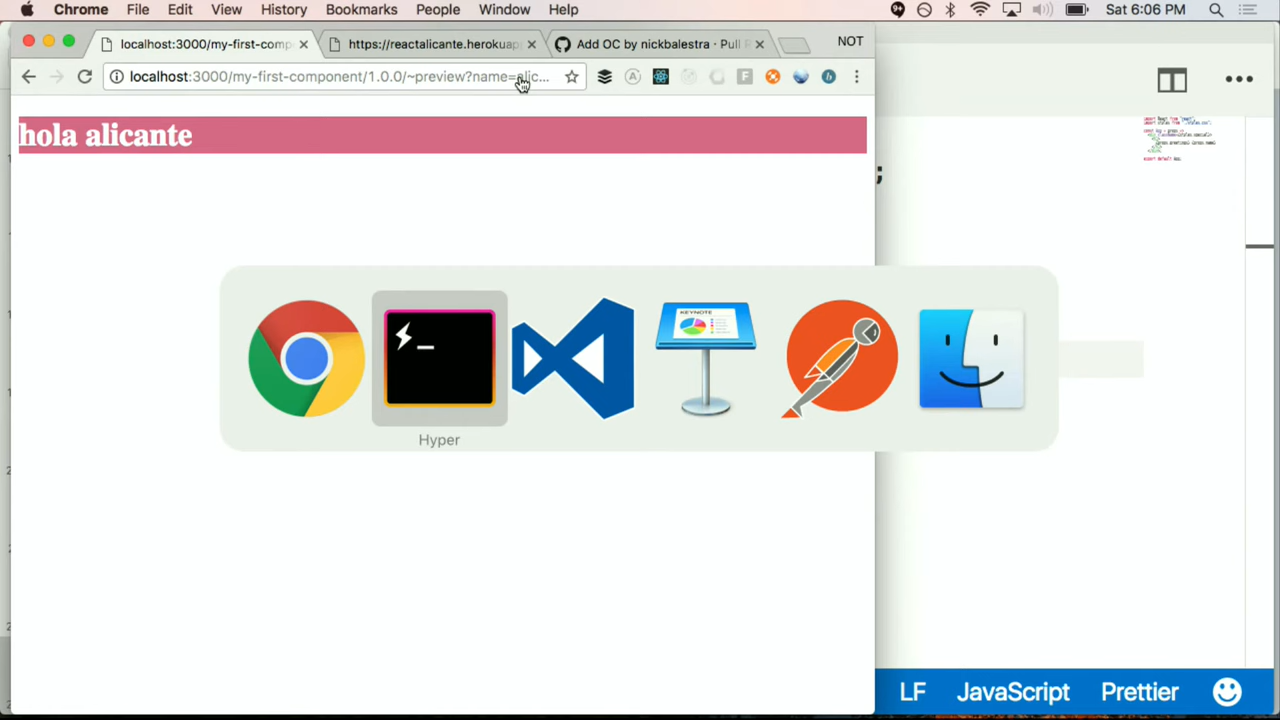 Chrome File Edit View History Bookmarks People Window Help
9+ Sat 6:06 PM
localhost:3000/my-first-comp
https://reactalicante.herokuap
Add OC by nickbalestra · Pull
NOT
localhost:3000/my-first-component/1.0.0/~preview?name=alic...
hola alicante
;
KEYNOTE
Hyper
LF JavaScript Prettier